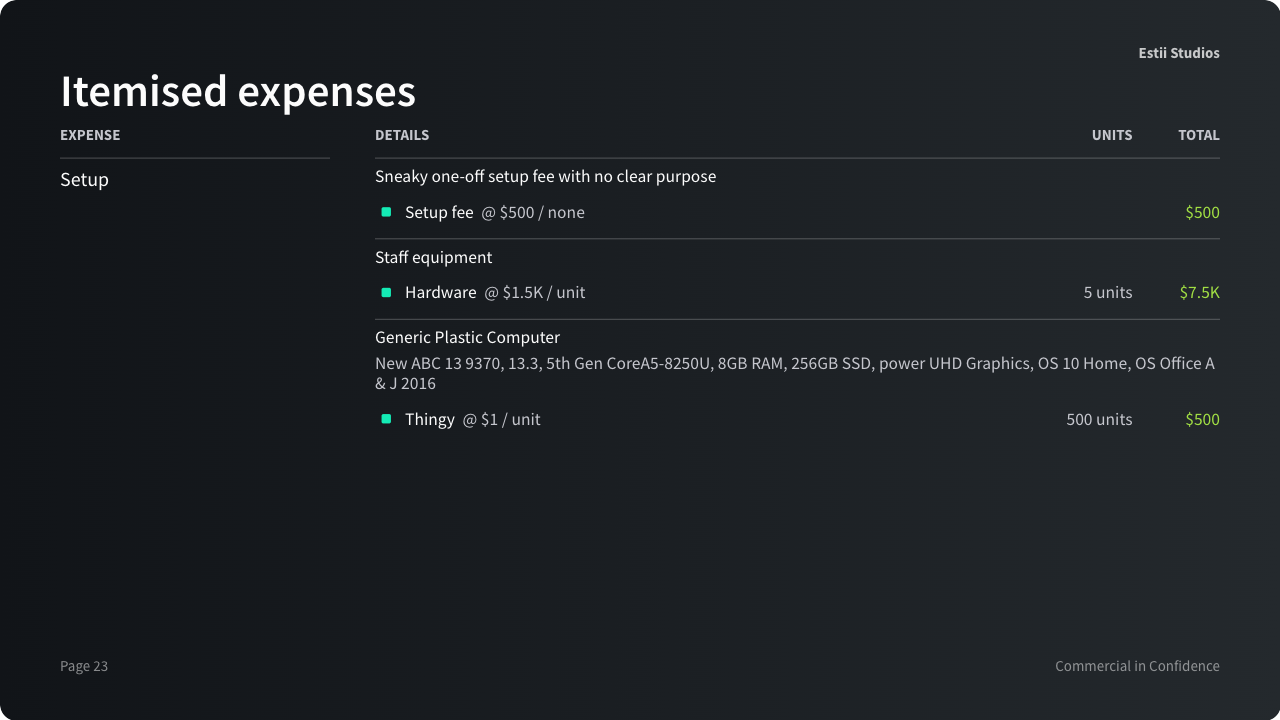 Estii Studios
Itemised expenses
EXPENSE DETAILS UNITS TOTAL
Setup
Sneaky one-off setup fee with no clear purpose
Setup fee @ $500 / none $500
Staff equipment
Hardware @ $1.5K / unit 5 units $7.5K
Generic Plastic Computer
New ABC 13 9370, 13.3, 5th Gen CoreA5-8250U, 8GB RAM, 256GB SSD, power UHD Graphics, OS 10 Home, OS Office A
& J 2016
Thingy @ $1 / unit 500 units $500
Page 23 Commercial in Confidence